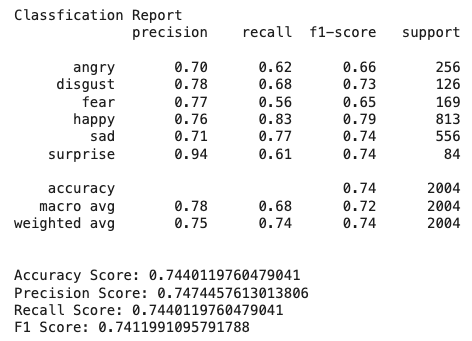 Classfication Report
precision recall f1-score support
angry 0.70 0.62 0.66 256
disgust 0.78 0.68 0.73 126
fear 0.77 0.56 0.65 169
happy 0.76 0.83 0.79 813
sad 0.71 0.77 0.74 556
surprise 0.94 0.61 0.74 84
accuracy 0.74 2004
macro avg 0.78 0.68 0.72 2004
weighted avg 0.75 0.74 0.74 2004
Accuracy Score: 0.7440119760479041
Precision Score: 0.7474457613013806
Recall Score: 0.7440119760479041
F1 Score: 0.7411991095791788